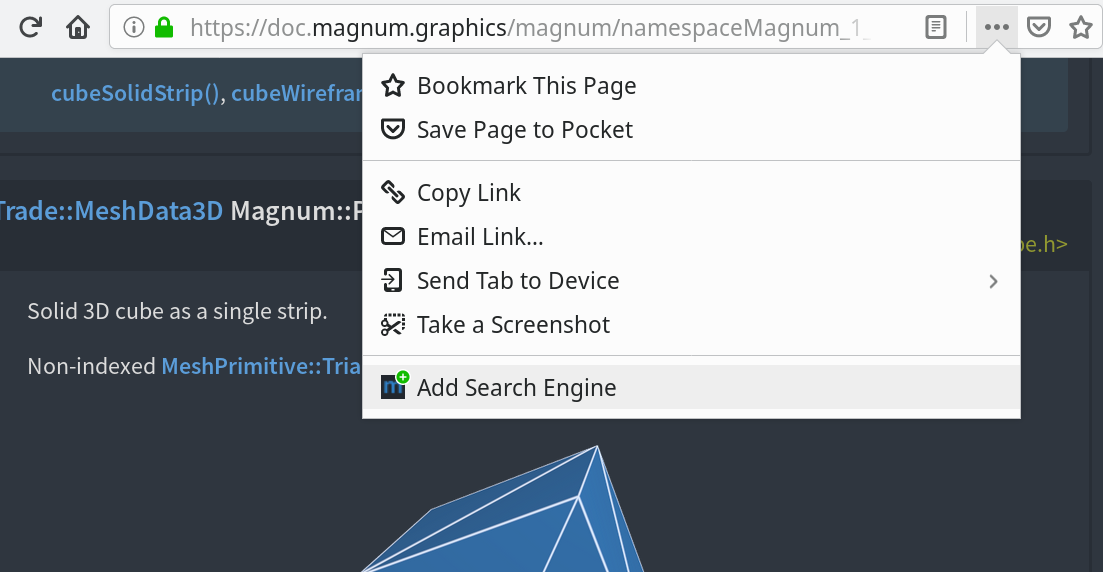 https://doc.magnum.graphics/magnum/namespaceMagnum_1_
Bookmark This Page
Save Page to Pocket
Copy Link
Email Link...
Send Tab to Device
Take a Screenshot
m Add Search Engine
cubeSolidStrip(), cubeWirefra
Trade::MeshData3D Magnum::P
be.h>
Solid 3D cube as a single strip.
Non-indexed MeshPrimitive::Tria